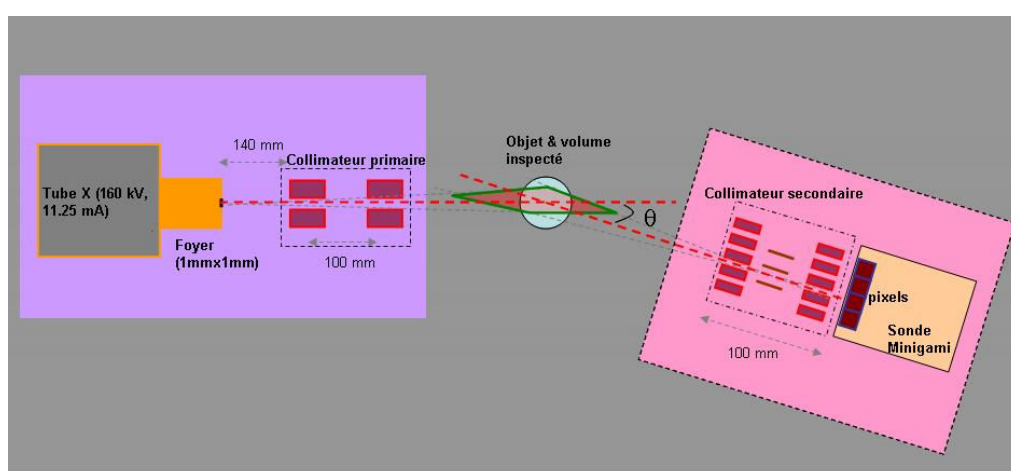 140 mm
Collimateur primaire
Tube X (160 kV,
11.25 mA)
Foyer
(1mmx1mm)
100 mm
Objet & volume
inspecté
θ
Collimateur secondaire
pixels
Sonde
Minigami
100 mm